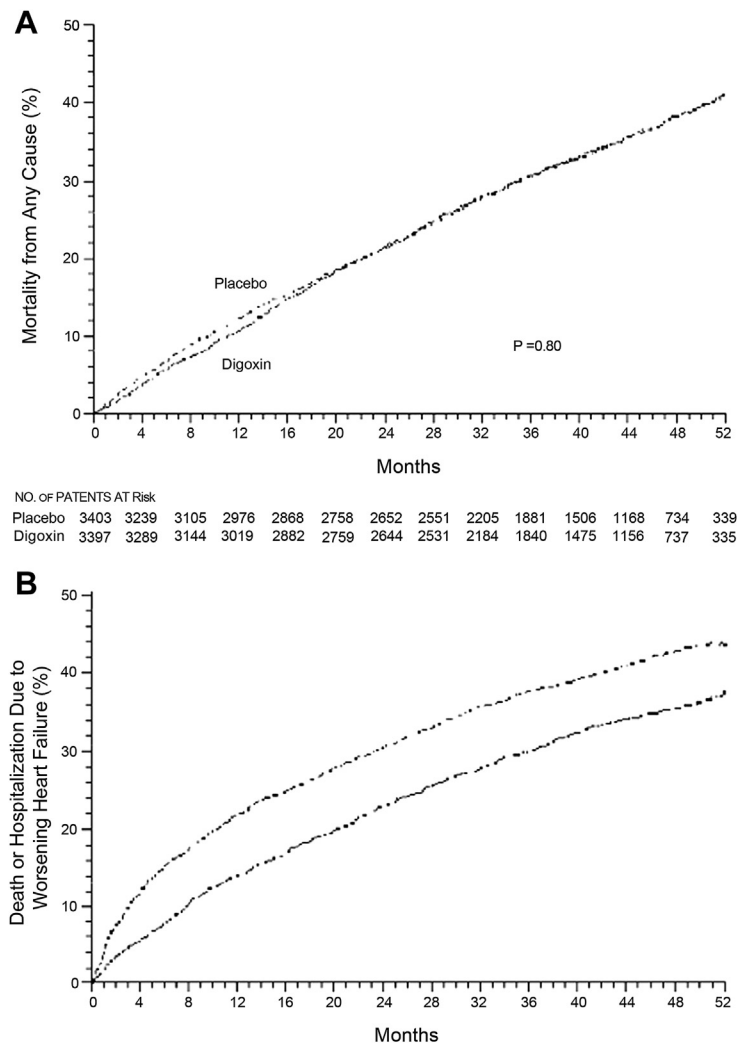 A
Mortality from Any Cause (%)
50
40
30
20
10
0
Placebo
Digoxin
P =0.80
0 4 8 12 16 20 24 28 32 36 40 44 48 52
Months
NO. OF PATENTS AT Risk
Placebo 3403 3239 3105 2976 2868 2758 2652 2551 2205 1881 1506 1168 734 339
Digoxin 3397 3289 3144 3019 2882 2759 2644 2531 2184 1840 1475 1156 737 335
B
Death or Hospitalization Due to
Worsening Heart Failure (%)
50
40
30
20
10
0
0 4 8 12 16 20 24 28 32 36 40 44 48 52
Months